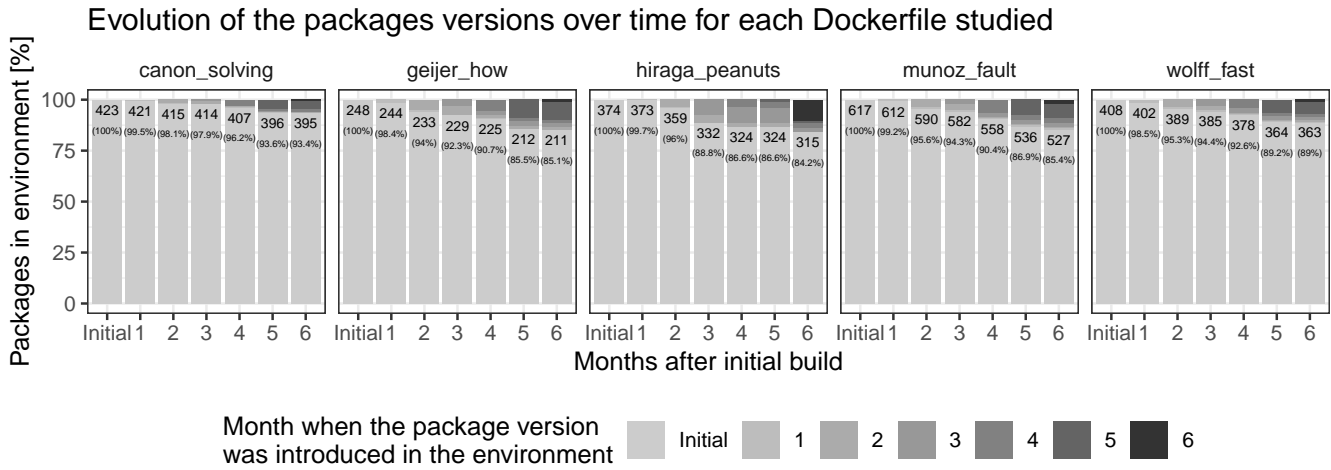 Evolution of the packages versions over time for each Dockerfile studied
canon_solving geijer_how hiraga_peanuts munoz_fault wolff_fast
Packages in environment [%]
100
75
50
25
0
423 421 415 414 407 396 395
(100%) (99.5%) (98.1%) (97.9%) (96.2%) (93.6%) (93.4%)
248 244 233 229 225 212 211
(100%) (98.4%) (94%) (92.3%) (90.7%) (85.5%) (85.1%)
374 373 359 332 324 324 315
(100%) (99.7%) (96%) (88.8%) (86.6%) (86.6%) (84.2%)
617 612 590 582 558 536 527
(100%) (99.2%) (95.6%) (94.3%) (90.4%) (86.9%) (85.4%)
408 402 389 385 378 364 363
(100%) (98.5%) (95.3%) (94.4%) (92.6%) (89.2%) (89%)
Initial 1 2 3 4 5 6 Initial 1 2 3 4 5 6 Initial 1 2 3 4 5 6 Initial 1 2 3 4 5 6 Initial 1 2 3 4 5 6
Months after initial build
Month when the package version
was introduced in the environment
Initial 1 2 3 4 5 6